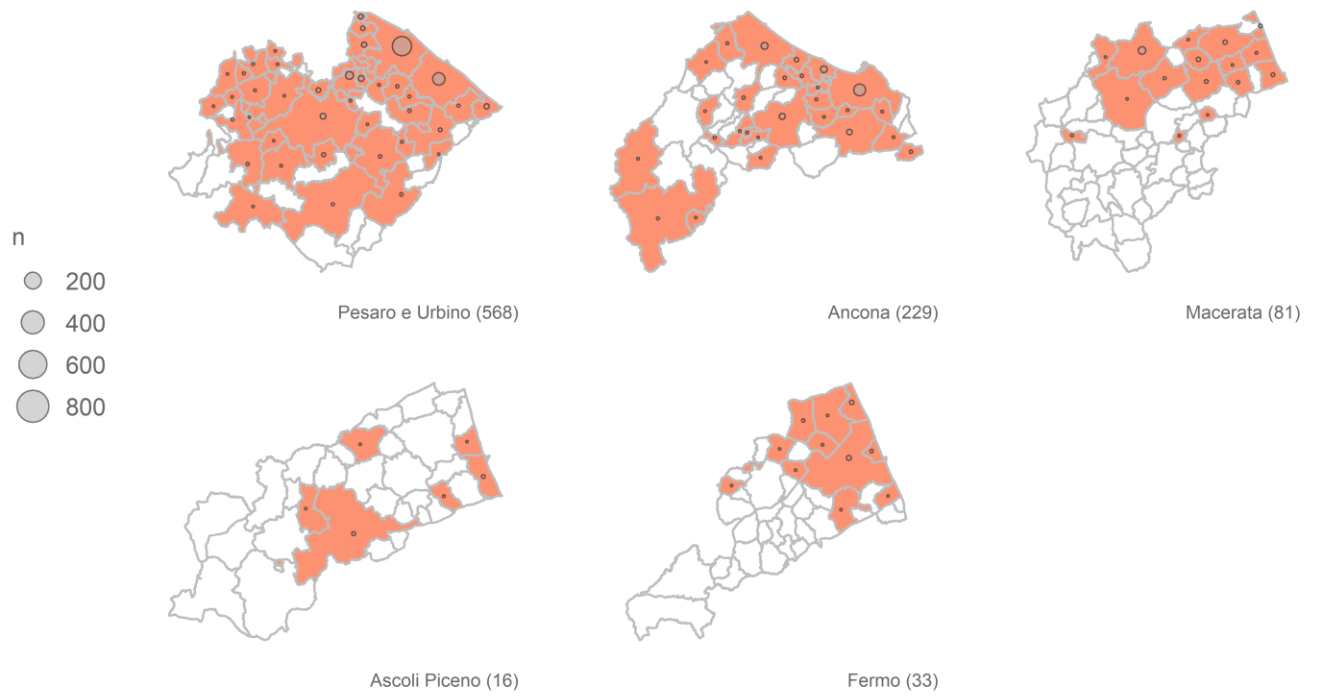 n
200
400
600
800
Pesaro e Urbino (568)
Ancona (229)
Macerata (81)
Ascoli Piceno (16)
Fermo (33)